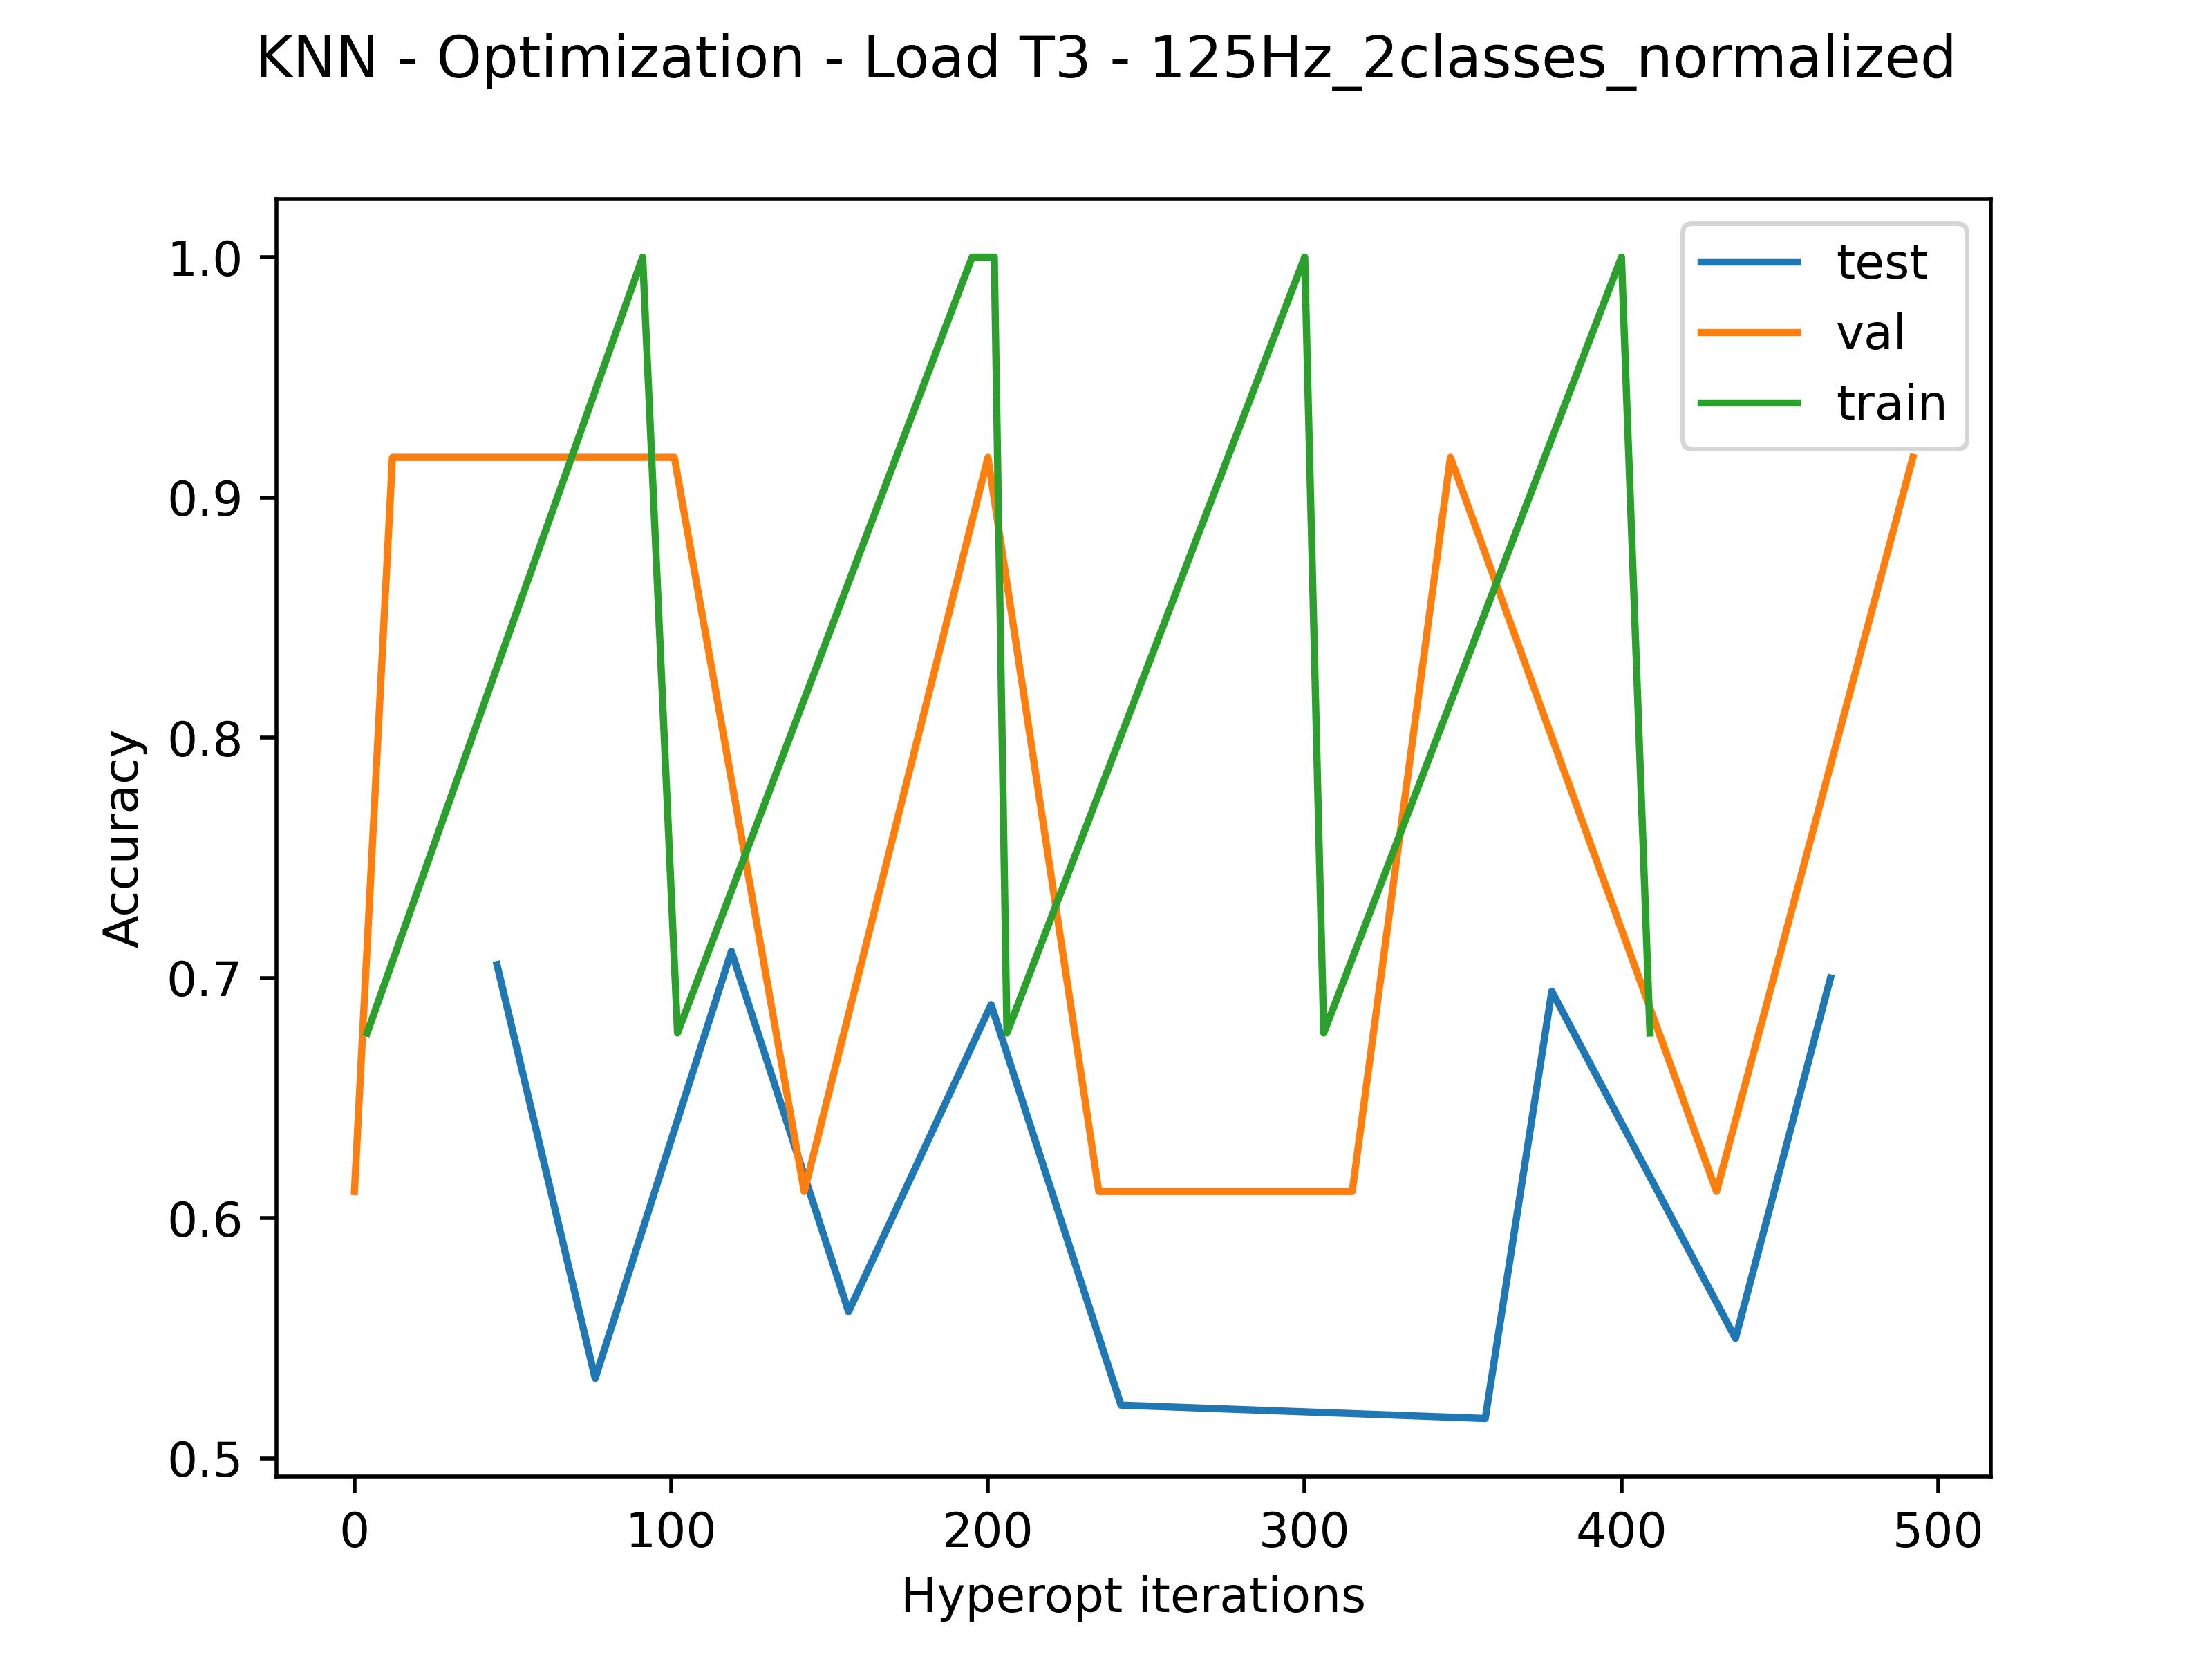 KNN - Optimization - Load T3 - 125Hz_2classes_normalized
1.0
0.9
0.8
0.7
0.6
0.5
Accuracy
test
val
train
0 100 200 300 400 500
Hyperopt iterations